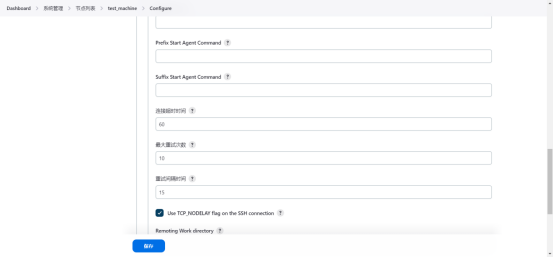 Dashboard > 系统管理 > 节点列表 > test_machine > Configure
Prefix Start Agent Command ?
Suffix Start Agent Command ?
连接超时时间 ?
60
最大重试次数 ?
10
重试间隔时间 ?
15
Use TCP_NODELAY flag on the SSH connection ?
Remoting Work directory ?
保存